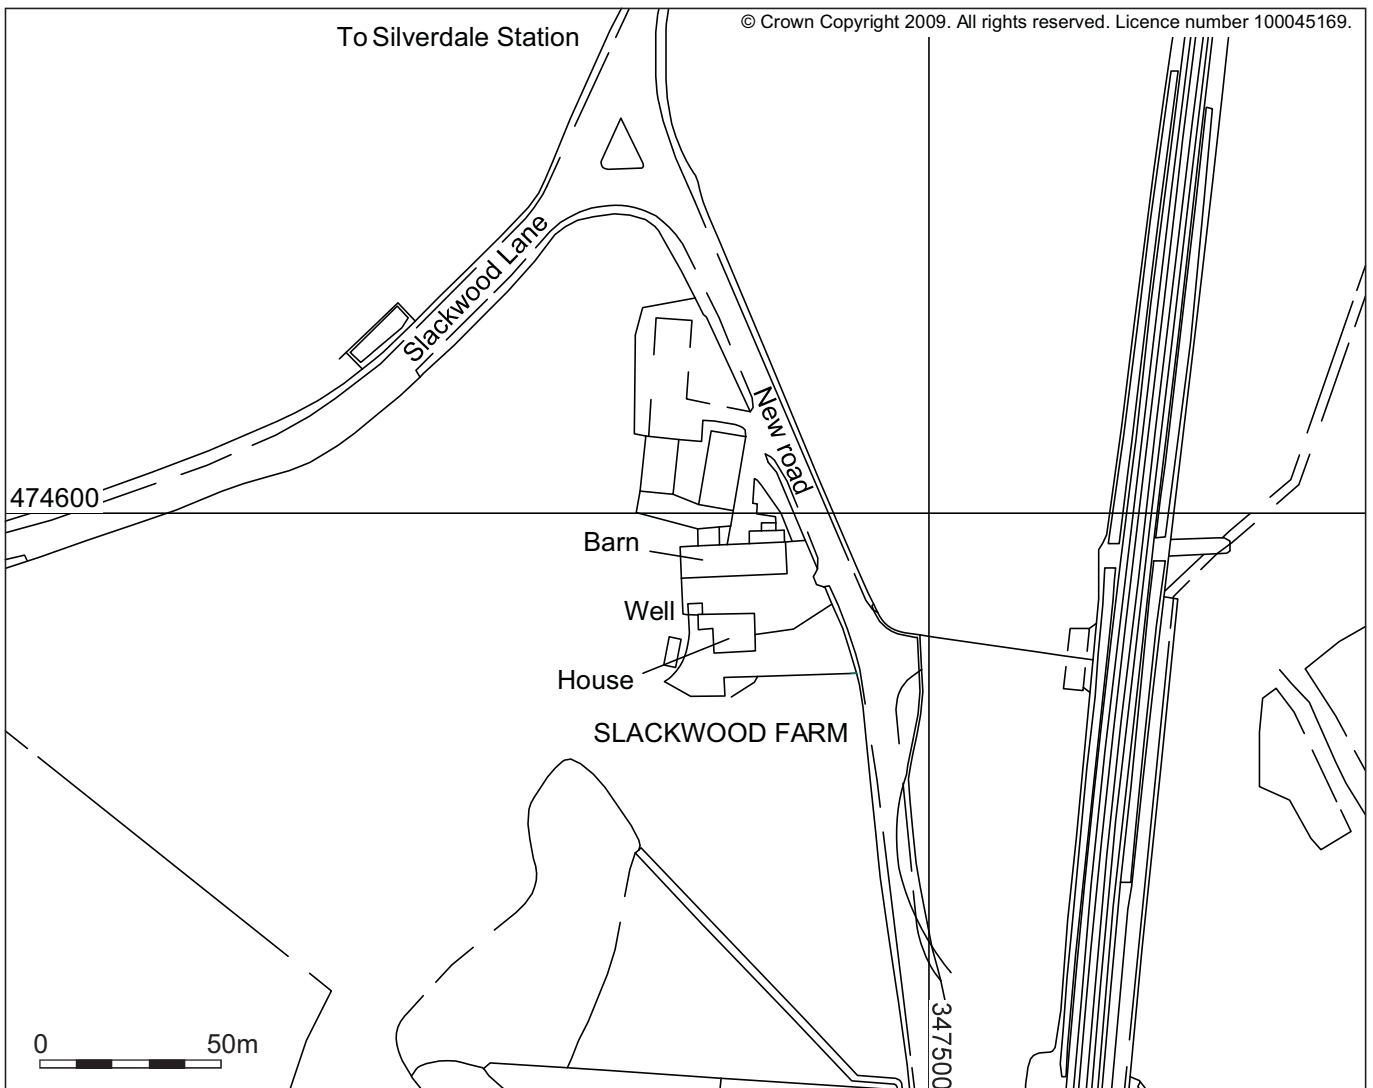 © Crown Copyright 2009. All rights reserved. Licence number 100045169.
To Silverdale Station
Slackwood Lane
New road
474600
Barn
Well
House
SLACKWOOD FARM
347500
0 50m